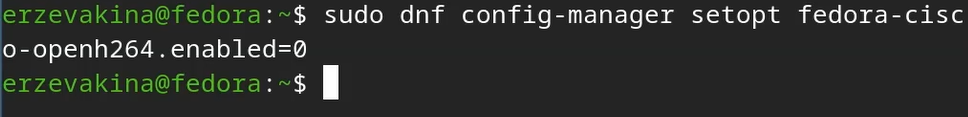 erzevakina@fedora:~$ sudo dnf config-manager setopt fedora-cisc
o-openh264.enabled=0
erzevakina@fedora:~$